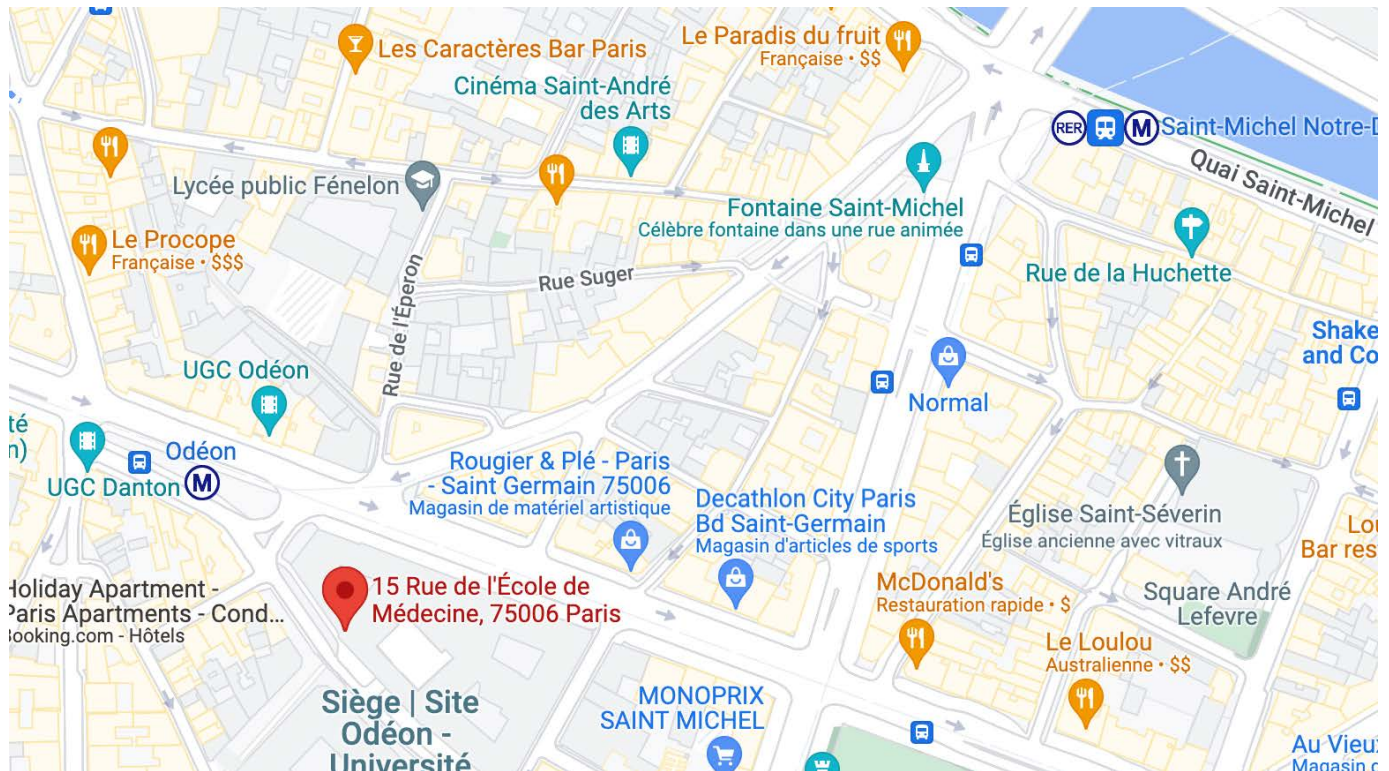 Les Caractères Bar Paris
Le Paradis du fruit
Française • $$
Cinéma Saint-André
des Arts
RER
M
Saint-Michel Notre-D
Quai Saint-Michel
Lycée public Fénelon
Fontaine Saint-Michel
Célèbre fontaine dans une rue animée
Le Procope
Française • $$$
Rue de l'Éperon
Rue Suger
Rue de la Huchette
Shake
and Co
UGC Odéon
Normal
té
n)
Odéon
M
UGC Danton
Rougier & Plé - Paris
- Saint Germain 75006
Magasin de matériel artistique
Decathlon City Paris
Bd Saint-Germain
Magasin d'articles de sports
Église Saint-Séverin
Église ancienne avec vitraux
Lou
Bar res
Holiday Apartment -
Paris Apartments - Cond...
Booking.com - Hôtels
15 Rue de l'École de
Médecine, 75006 Paris
McDonald's
Restauration rapide • $
Square André
Lefevre
Le Loulou
Australienne • $$
Siège | Site
Odéon -
Université
MONOPRIX
SAINT MICHEL
Au Vieux
Magasin d